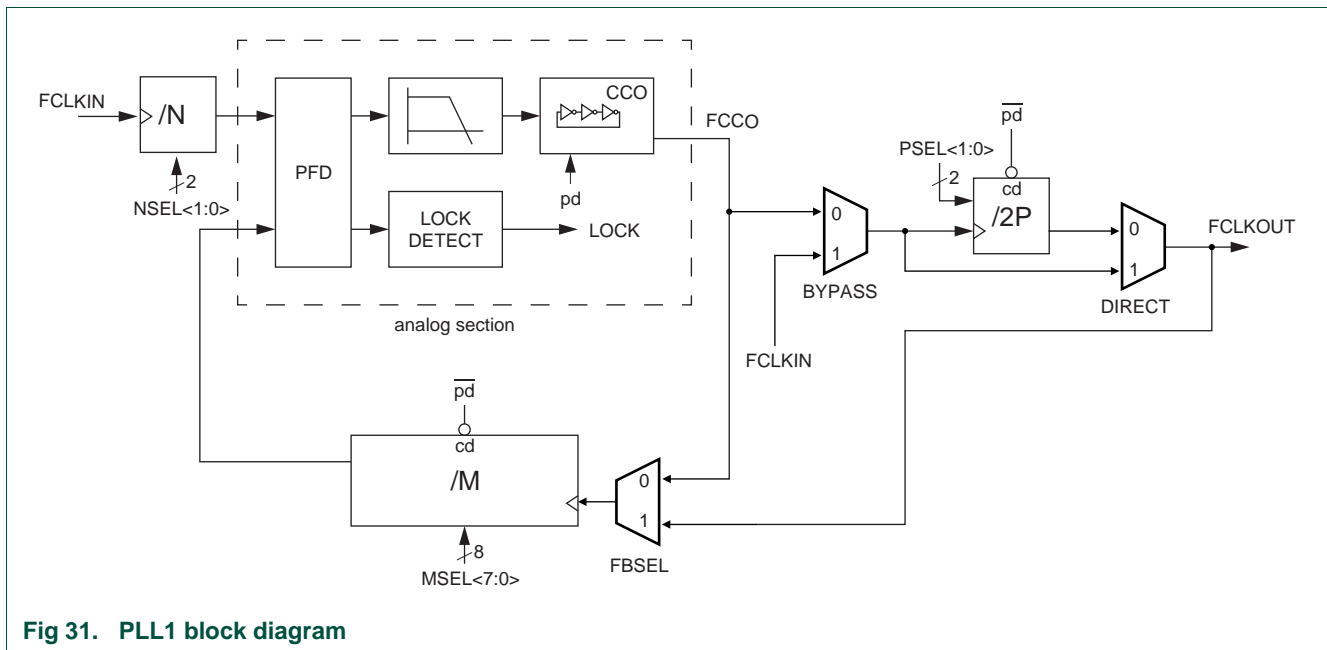 FCLKIN
/N
2
NSEL<1:0>
PFD
CCO
pd
LOCK
DETECT
LOCK
analog section
FCCO
0
1
BYPASS
FCLKIN
pd
PSEL<1:0>
2
cd
/2P
0
1
DIRECT
FCLKOUT
pd
cd
/M
8
MSEL<7:0>
0
1
FBSEL
Fig 31. PLL1 block diagram